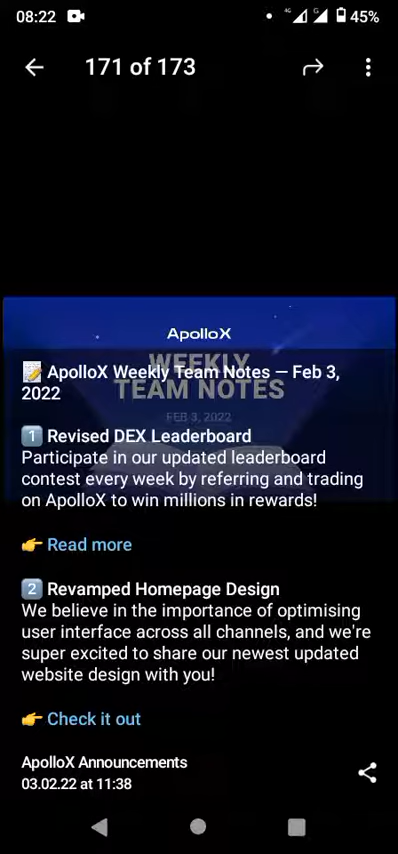 08:22 4G G 45%
171 of 173
ApolloX
WEEKLY
TEAM NOTES
FEB 3, 2022
📝 ApolloX Weekly Team Notes — Feb 3,
2022
1️⃣ Revised DEX Leaderboard
Participate in our updated leaderboard
contest every week by referring and trading
on ApolloX to win millions in rewards!
👉 Read more
2️⃣ Revamped Homepage Design
We believe in the importance of optimising
user interface across all channels, and we're
super excited to share our newest updated
website design with you!
👉 Check it out
ApolloX Announcements
03.02.22 at 11:38